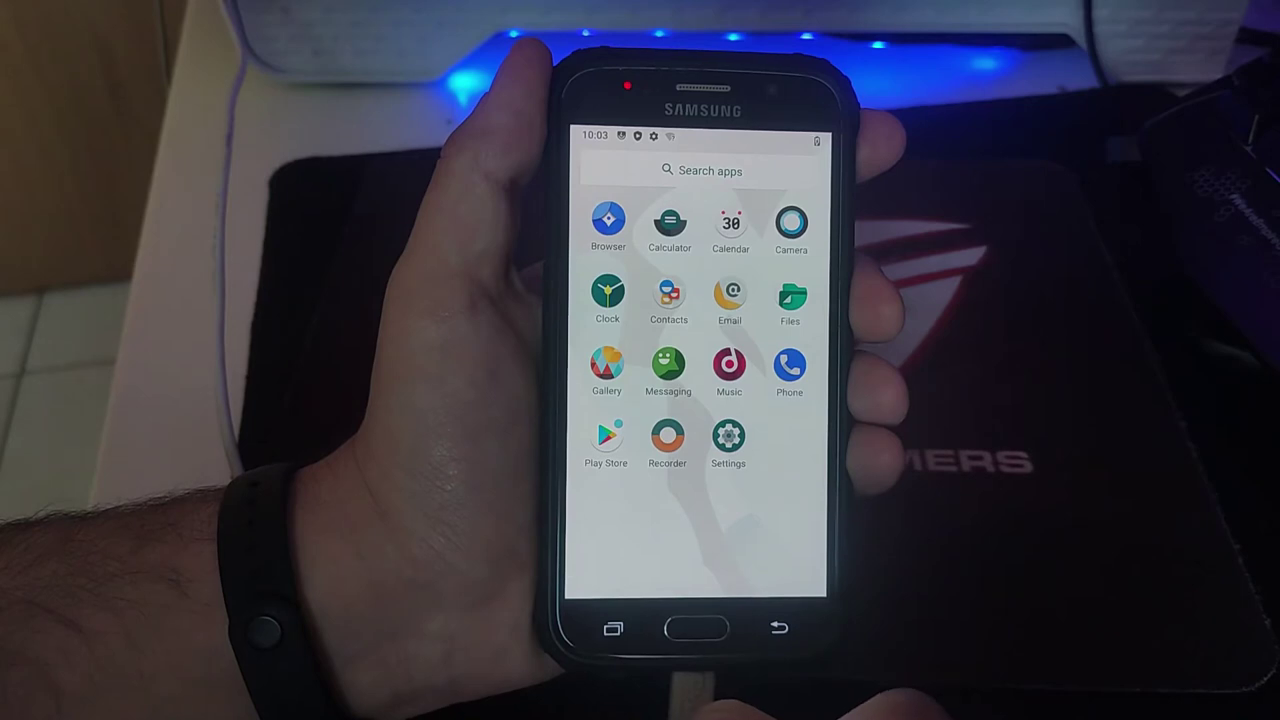 SAMSUNG
10:03
Search apps
Browser
Calculator
30
Calendar
Camera
Clock
Contacts
@
Email
Files
Gallery
Messaging
Music
Phone
Play Store
Recorder
Settings
MERS